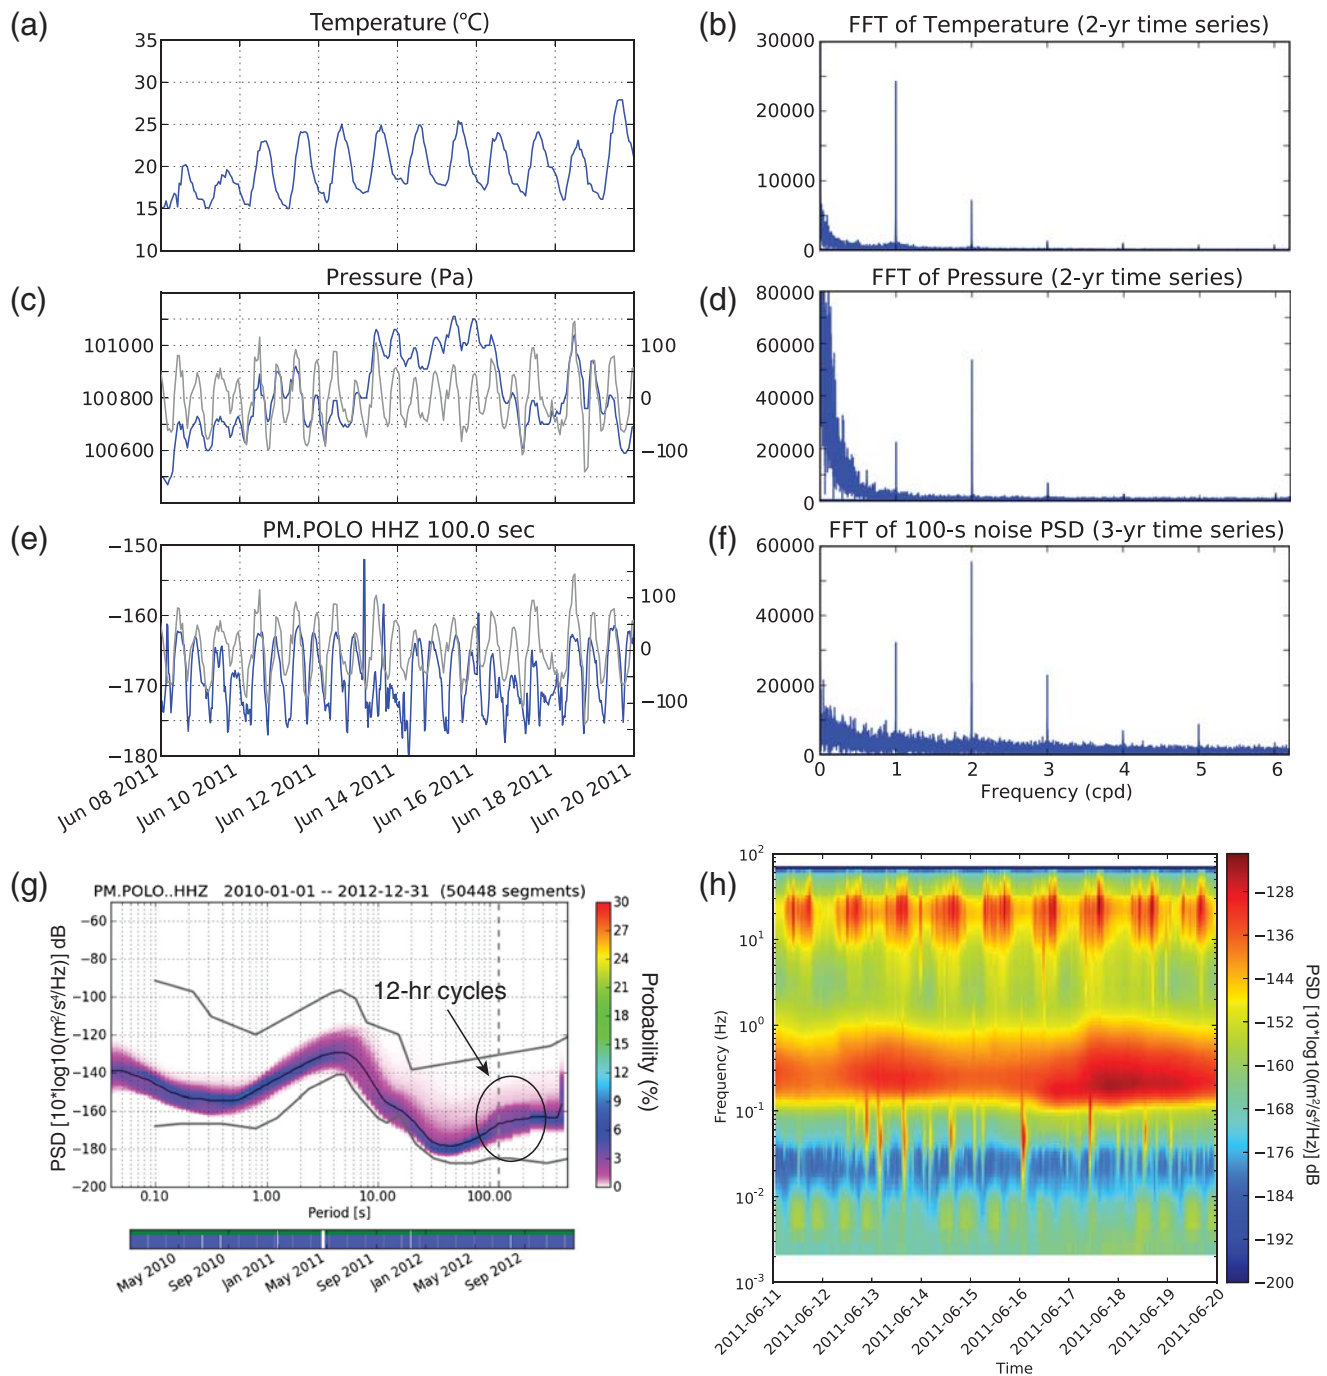 (a)
Temperature (°C)
35
30
25
20
15
10
(b)
FFT of Temperature (2-yr time series)
30000
20000
10000
0
(c)
Pressure (Pa)
101000
100800
100600
100
0
−100
(d)
FFT of Pressure (2-yr time series)
80000
60000
40000
20000
0
(e)
PM.POLO HHZ 100.0 sec
−150
−160
−170
−180
100
0
−100
Jun 08 2011
Jun 10 2011
Jun 12 2011
Jun 14 2011
Jun 16 2011
Jun 18 2011
Jun 20 2011
(f)
FFT of 100-s noise PSD (3-yr time series)
60000
50000
40000
30000
20000
10000
0
0 1 2 3 4 5 6
Frequency (cpd)
(g)
PM.POLO..HHZ 2010-01-01 -- 2012-12-31 (50448 segments)
PSD [10*log10(m²/s⁴/Hz)] dB
−60
−80
−100
−120
−140
−160
−180
−200
12-hr cycles
0.10 1.00 10.00 100.00
Period [s]
30
27
24
21
18
15
12
9
6
3
0
Probability (%)
May 2010
Sep 2010
Jan 2011
May 2011
Sep 2011
Jan 2012
May 2012
Sep 2012
(h)
Frequency (Hz)
10²
10¹
10⁰
10⁻¹
10⁻²
10⁻³
2011-06-11
2011-06-12
2011-06-13
2011-06-14
2011-06-15
2011-06-16
2011-06-17
2011-06-18
2011-06-19
2011-06-20
Time
−128
−136
−144
−152
−160
−168
−176
−184
−192
−200
PSD [10*log10(m²/s⁴/Hz)] dB